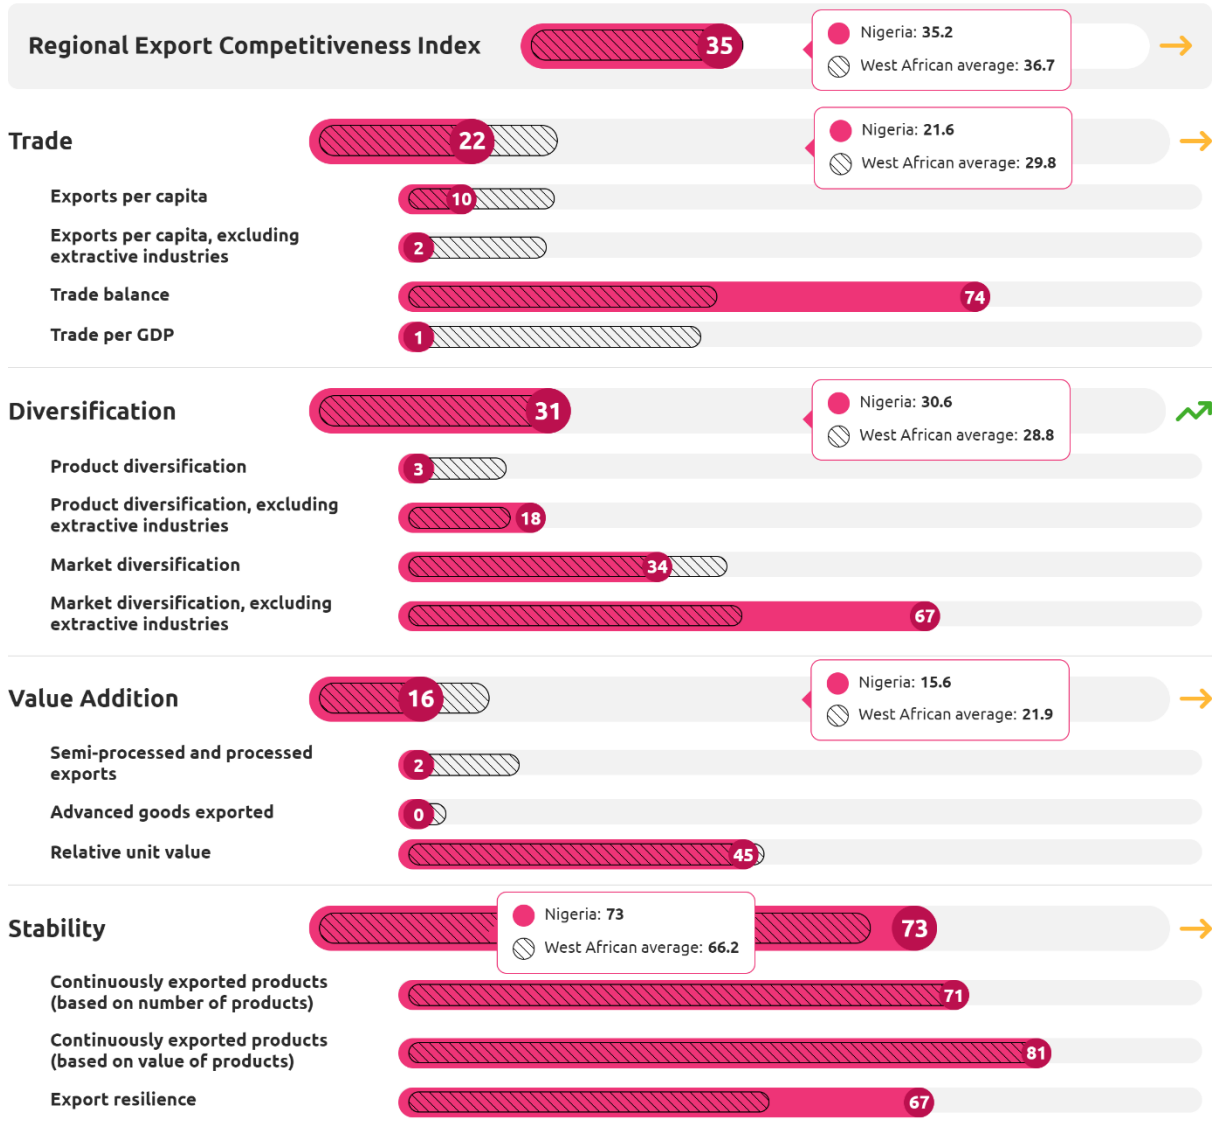 Regional Export Competitiveness Index
35
Nigeria: 35.2
West African average: 36.7
Trade
22
Nigeria: 21.6
West African average: 29.8
Exports per capita
10
Exports per capita, excluding
extractive industries
2
Trade balance
74
Trade per GDP
1
Diversification
31
Nigeria: 30.6
West African average: 28.8
Product diversification
3
Product diversification, excluding
extractive industries
18
Market diversification
34
Market diversification, excluding
extractive industries
67
Value Addition
16
Nigeria: 15.6
West African average: 21.9
Semi-processed and processed
exports
2
Advanced goods exported
0
Relative unit value
45
Stability
Nigeria: 73
West African average: 66.2
73
Continuously exported products
(based on number of products)
71
Continuously exported products
(based on value of products)
81
Export resilience
67